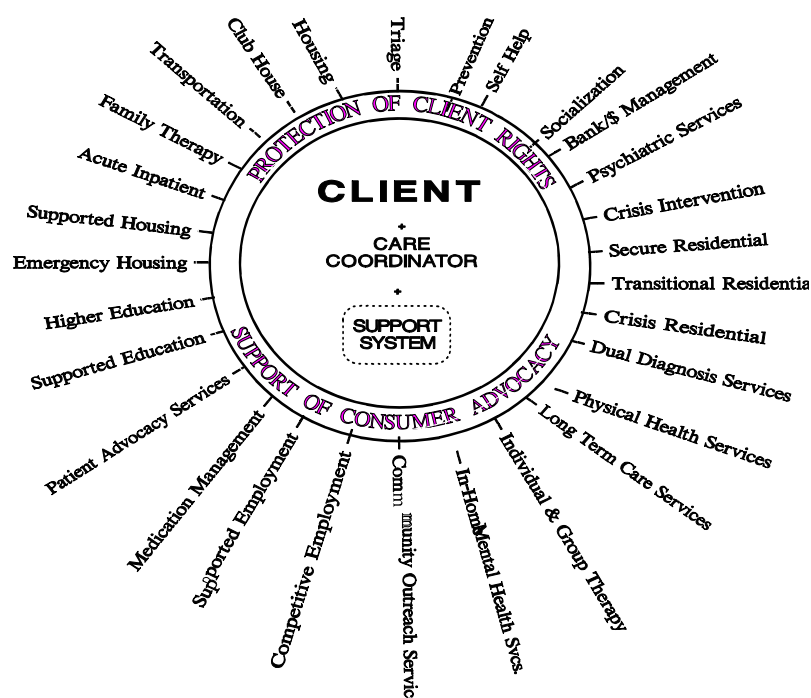 PROTECTION OF CLIENT RIGHTS
CLIENT
+
CARE
COORDINATOR
+
SUPPORT
SYSTEM
SUPPORT OF CONSUMER ADVOCACY
Triage
Prevention
Self Help
Socialization
Bank/$ Management
Psychiatric Services
Crisis Intervention
Secure Residential
Transitional Residentia
Crisis Residential
Dual Diagnosis Services
Physical Health Services
Long Term Care Services
Individual & Group Therapy
In-Home Mental Health Svcs.
Community Outreach Servic
Competitive Employment
Supported Employment
Medication Management
Patient Advocacy Services
Supported Education
Higher Education
Emergency Housing
Supported Housing
Acute Inpatient
Family Therapy
Transportation
Club House
Housing